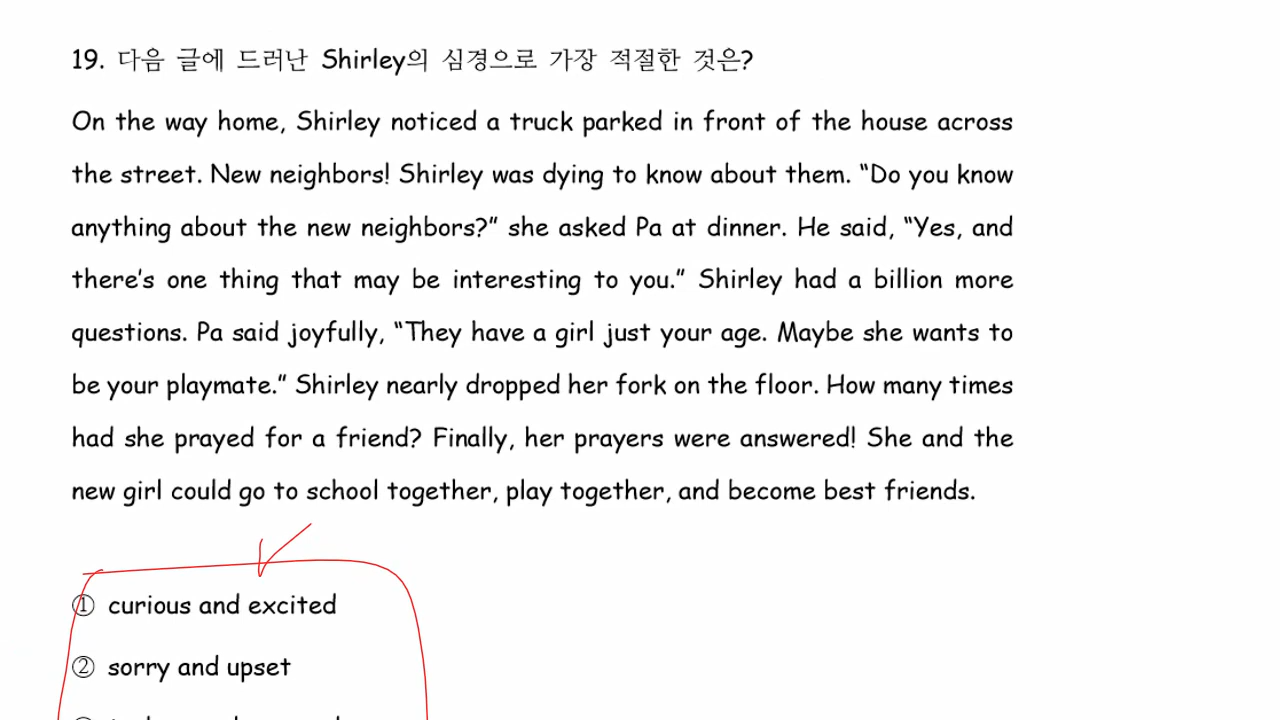 19. 다음 글에 드러난 Shirley의 심경으로 가장 적절한 것은?
On the way home, Shirley noticed a truck parked in front of the house across
the street. New neighbors! Shirley was dying to know about them. “Do you know
anything about the new neighbors?” she asked Pa at dinner. He said, “Yes, and
there’s one thing that may be interesting to you.” Shirley had a billion more
questions. Pa said joyfully, “They have a girl just your age. Maybe she wants to
be your playmate.” Shirley nearly dropped her fork on the floor. How many times
had she prayed for a friend? Finally, her prayers were answered! She and the
new girl could go to school together, play together, and become best friends.
① curious and excited
② sorry and upset